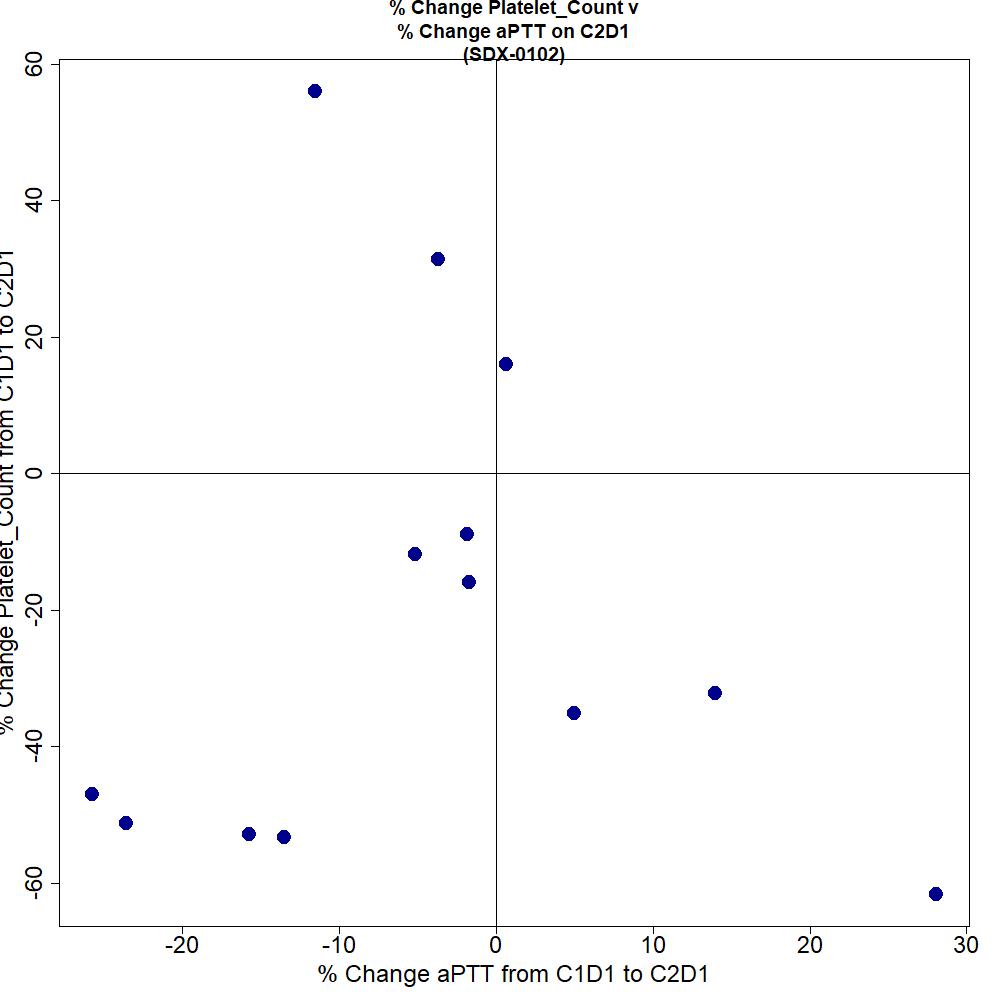 % Change Platelet_Count v
% Change aPTT on C2D1
(SDX-0102)
% Change Platelet_Count from C1D1 to C2D1
60
40
20
0
-20
-40
-60
-20
-10
0
10
20
30
% Change aPTT from C1D1 to C2D1